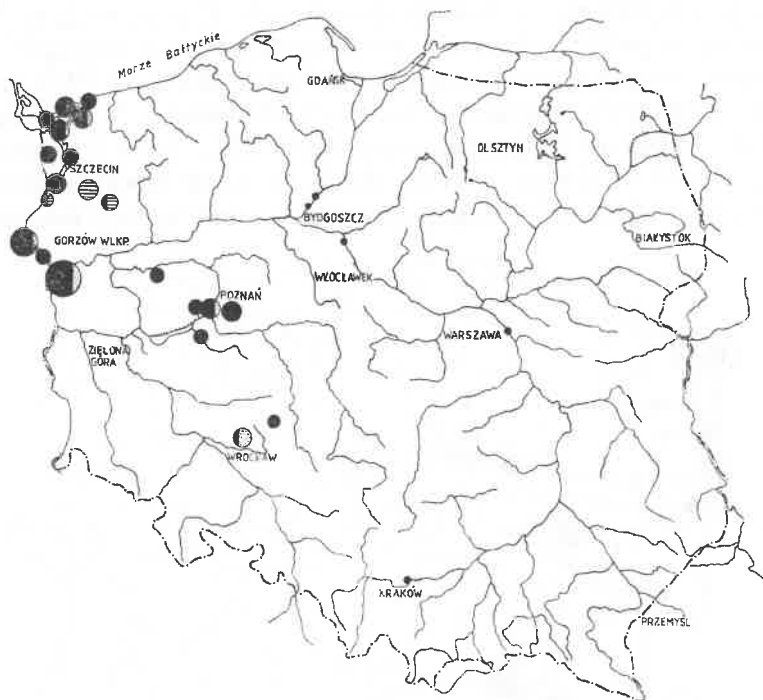 Morze Bałtyckie
GDAŃSK
OLSZTYN
SZCZECIN
BYDGOSZCZ
GORZÓW WLKP.
BIAŁYSTOK
WŁOCŁAWEK
POZNAŃ
WARSZAWA
ZIELONA
GÓRA
WROCŁAW
KRAKÓW
PRZEMYŚL